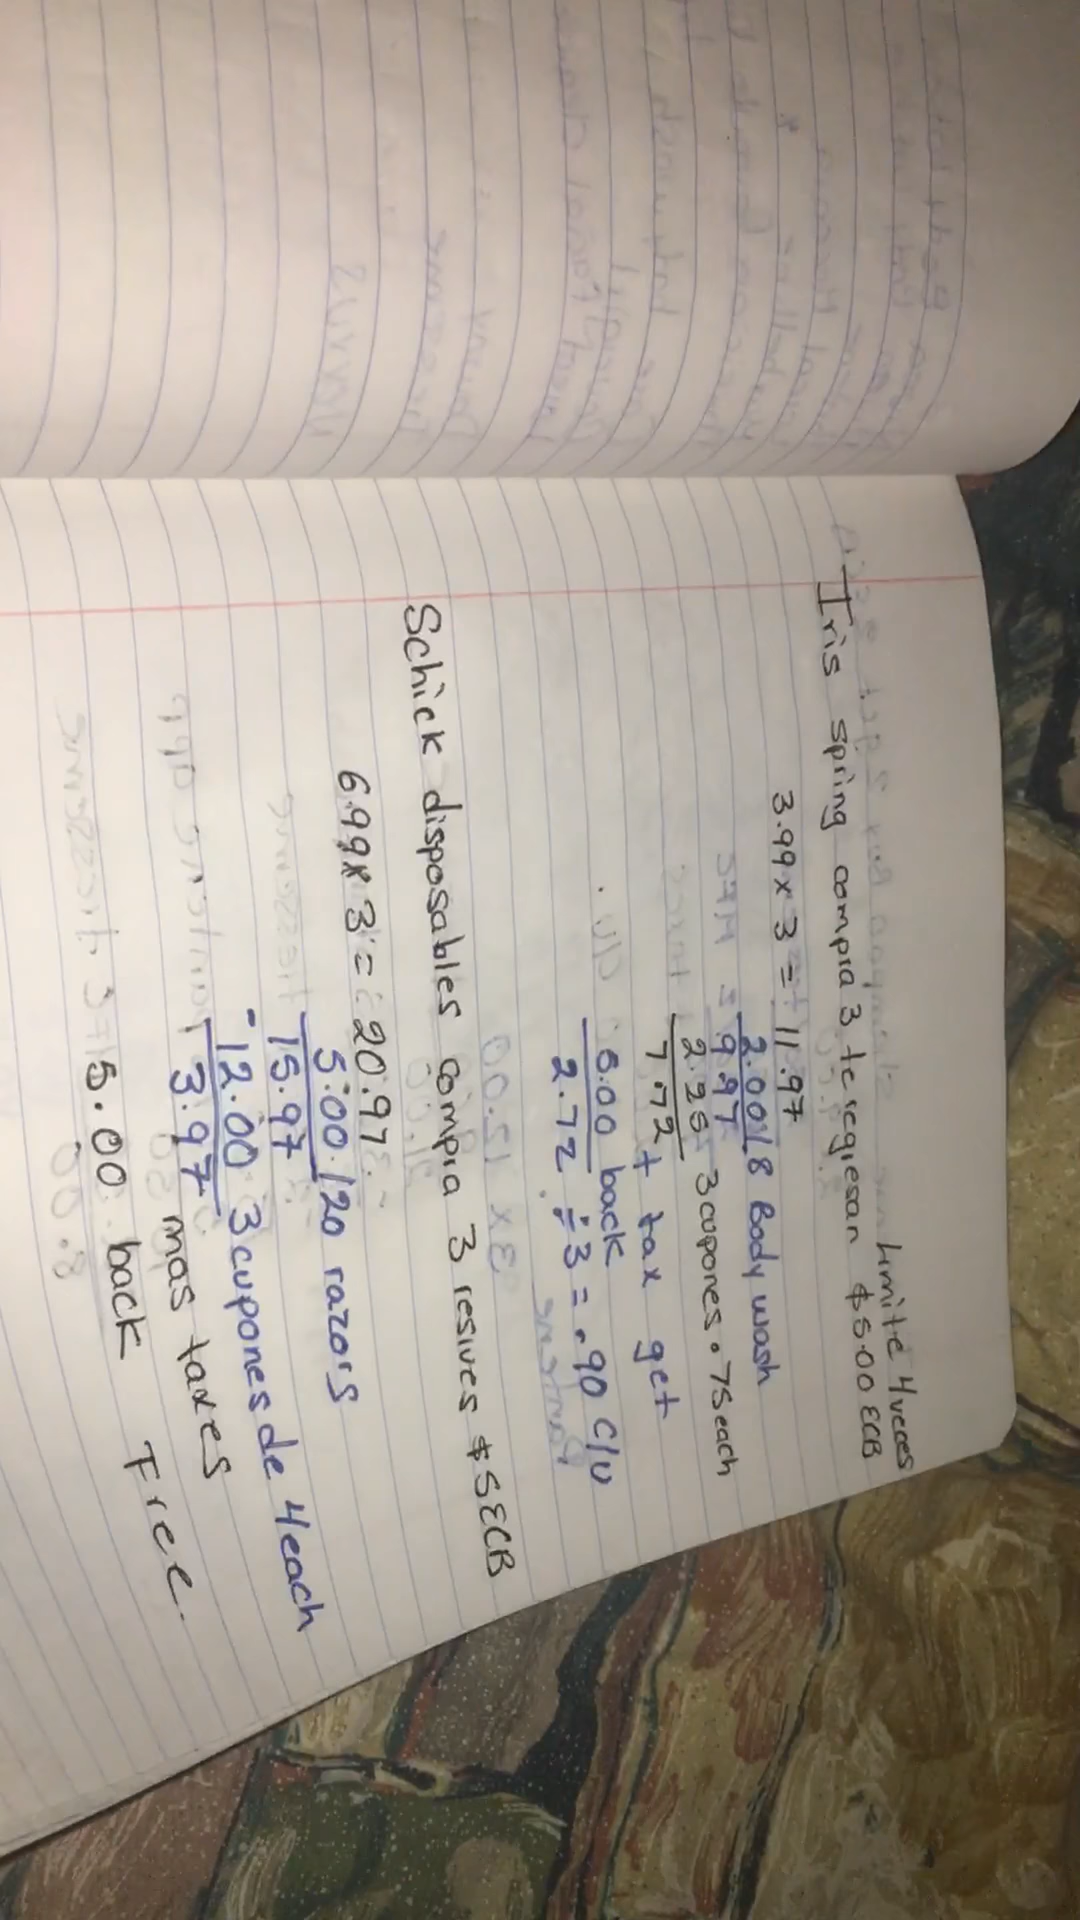 limite 4 veces
Iris spring compra 3 te regresan $5.00 ECB
3.99 x 3 = 11.97
2.00/8 Body wash
9.97
2.25 3 cupones .75 each
7.72 + tax get
5.00 back
2.72 ÷ 3 = .90 c/u
Schick disposables compra 3 resives $5ECB
6.99 x 3 = 20.97
5.00/20 razors
15.97
-12.00 3 cupones de 4 each
3.97 mas taxes
5.00 back Free.